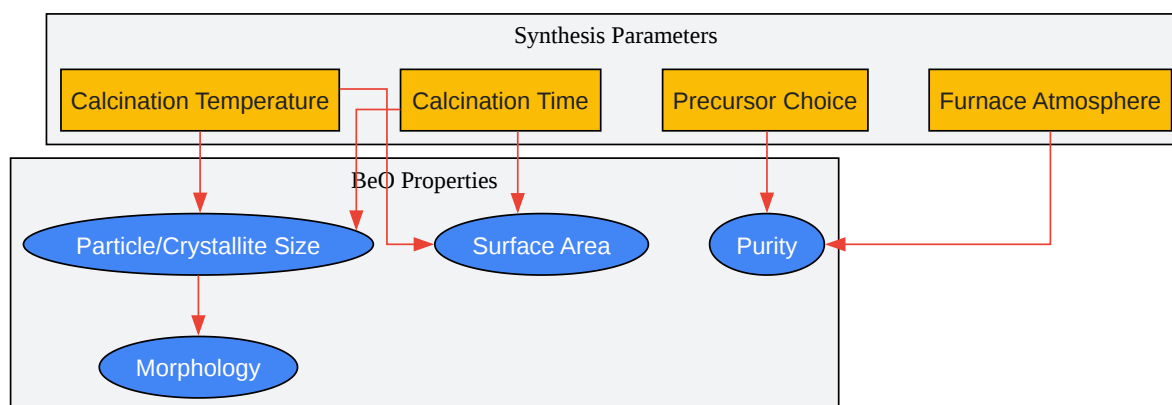 Synthesis Parameters
Calcination Temperature
Calcination Time
Precursor Choice
Furnace Atmosphere
BeO Properties
Particle/Crystallite Size
Surface Area
Purity
Morphology